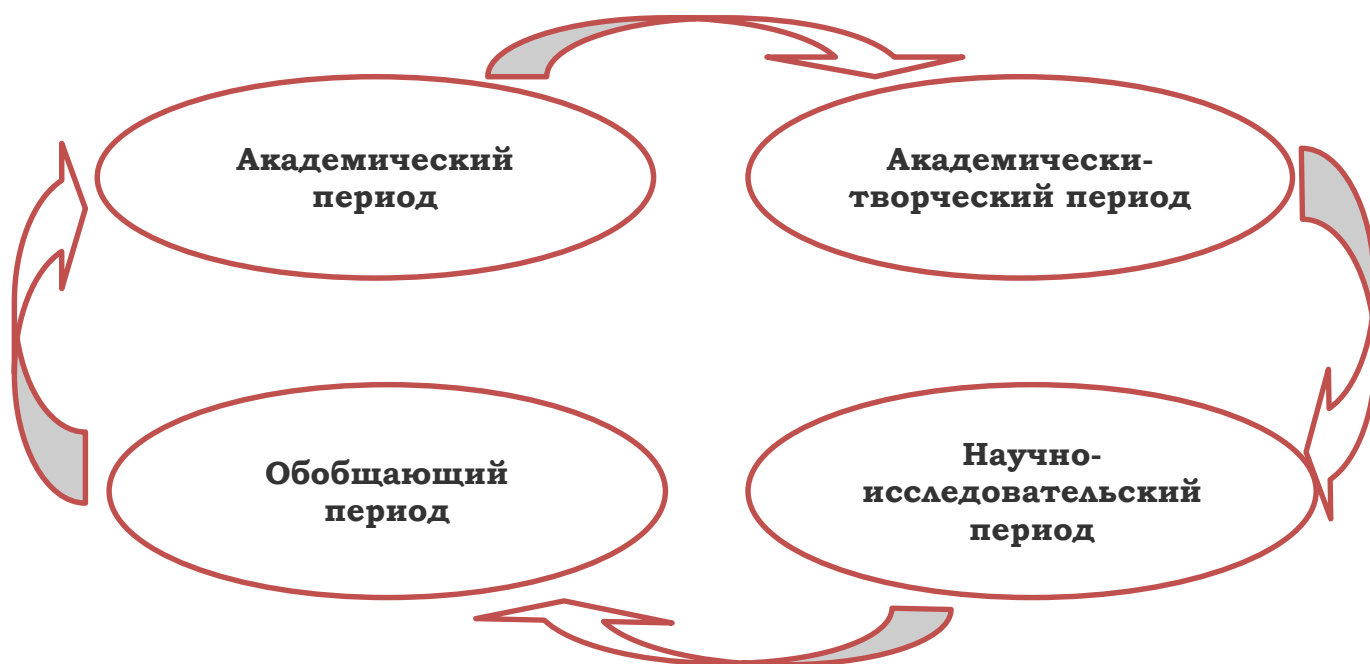 Академический
период
Академически-
творческий период
Обобщающий
период
Научно-
исследовательский
период